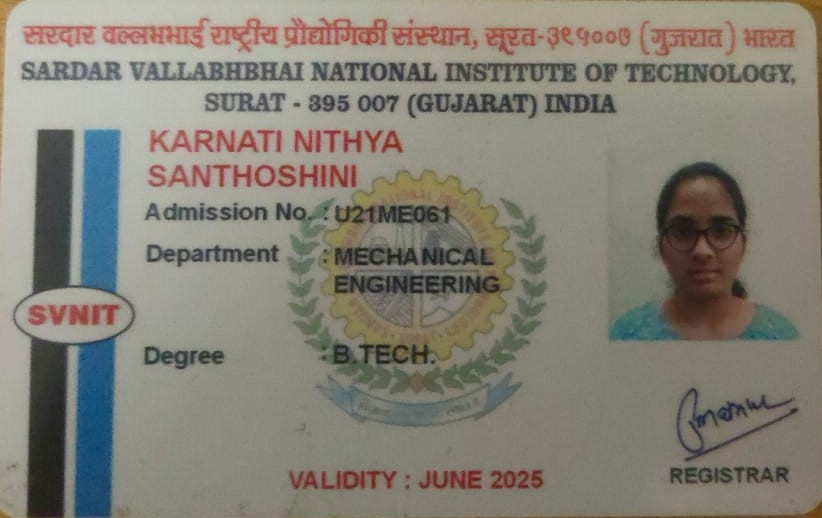 सरदार वल्लभभाई राष्ट्रीय प्रौद्योगिकी संस्थान, सूरत-३९५००७ (गुजरात) भारत
SARDAR VALLABHBHAI NATIONAL INSTITUTE OF TECHNOLOGY,
SURAT - 395 007 (GUJARAT) INDIA
KARNATI NITHYA
SANTHOSHINI
Admission No. : U21ME061
Department : MECHANICAL
ENGINEERING
SVNIT
Degree : B.TECH.
VALIDITY : JUNE 2025
REGISTRAR